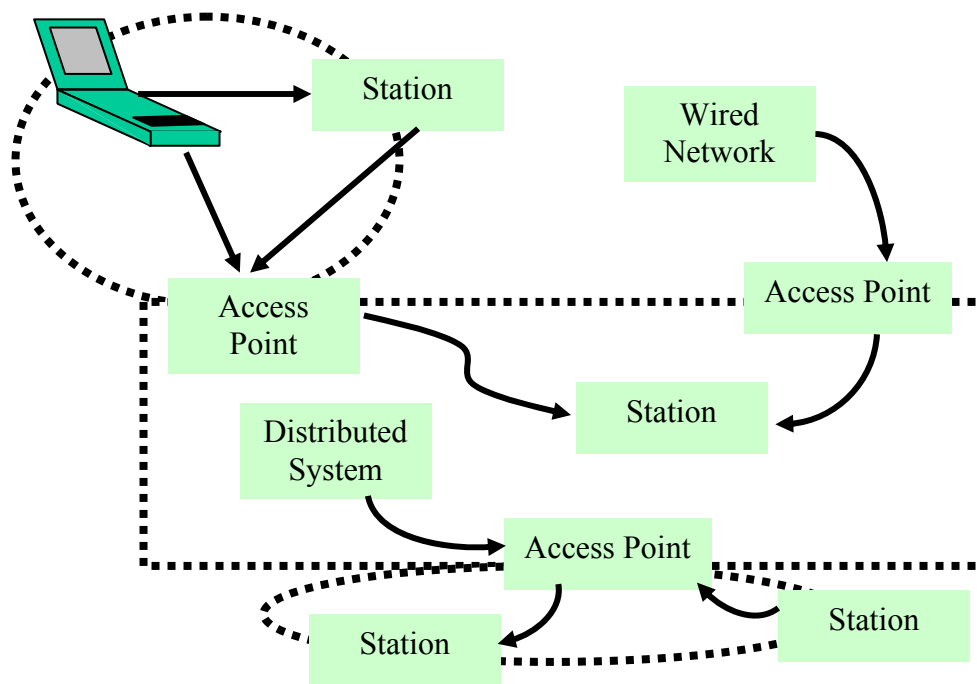 Station
Wired
Network
Access
Point
Access Point
Station
Distributed
System
Access Point
Station
Station